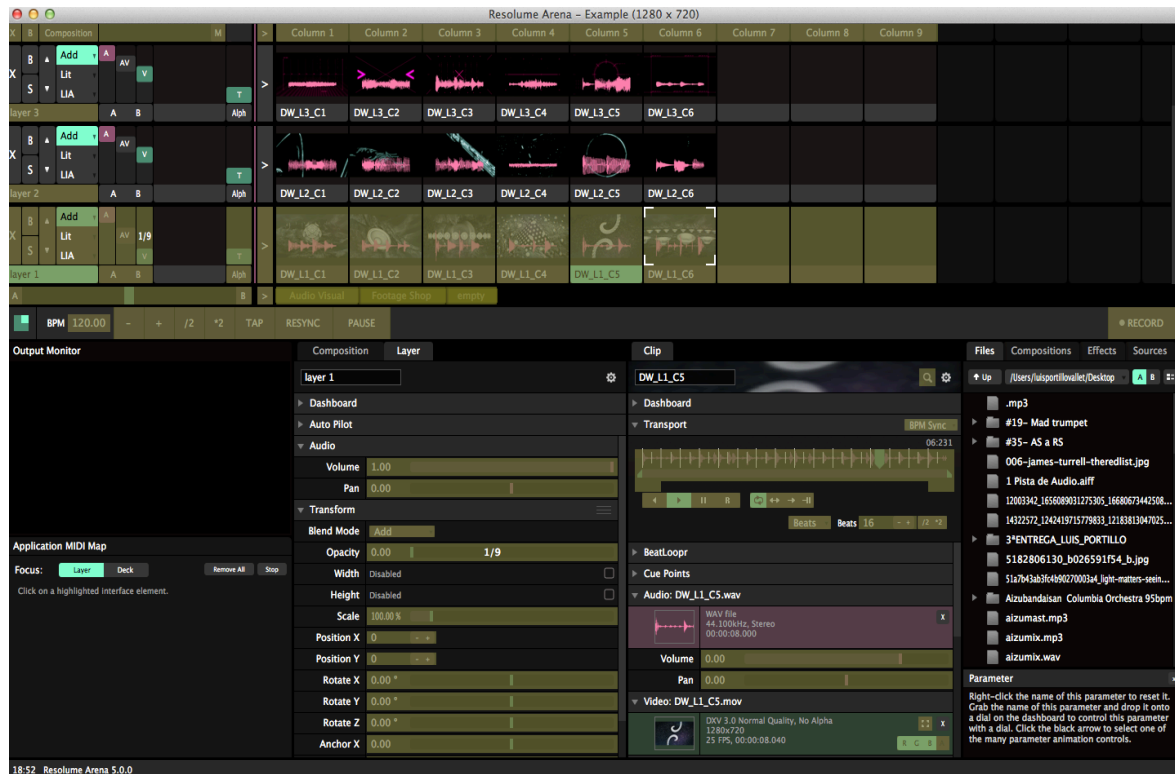 Resolume Arena - Example (1280 x 720)
X B Composition M > Column 1 Column 2 Column 3 Column 4 Column 5 Column 6 Column 7 Column 8 Column 9
B Add A AV
X Lit V >
S LIA T
layer 3 A B Alph DW_L3_C1 DW_L3_C2 DW_L3_C3 DW_L3_C4 DW_L3_C5 DW_L3_C6
B Add A AV
X Lit V >
S LIA T
layer 2 A B Alph DW_L2_C1 DW_L2_C2 DW_L2_C3 DW_L2_C4 DW_L2_C5 DW_L2_C6
B Add A
X Lit AV 1/9 >
S LIA V T
layer 1 A B Alph DW_L1_C1 DW_L1_C2 DW_L1_C3 DW_L1_C4 DW_L1_C5 DW_L1_C6
A B > Audio Visual Footage Shop empty
BPM 120.00 - + /2 *2 TAP RESYNC PAUSE RECORD
Output Monitor
Application MIDI Map
Focus: Layer Deck Remove All Stop
Click on a highlighted interface element.
Composition Layer
layer 1
Dashboard
Auto Pilot
Audio
Volume 1.00
Pan 0.00
Transform
Blend Mode Add
Opacity 0.00 1/9
Width Disabled
Height Disabled
Scale 100.00 %
Position X 0 - +
Position Y 0 - +
Rotate X 0.00 °
Rotate Y 0.00 °
Rotate Z 0.00 °
Anchor X 0.00
Clip
DW_L1_C5
Dashboard
Transport BPM Sync
06:231
R
Beats Beats 16 - + /2 *2
BeatLoopr
Cue Points
Audio: DW_L1_C5.wav
WAV file
44.100kHz, Stereo
00:00:08.000
x
Volume 0.00
Pan 0.00
Video: DW_L1_C5.mov
DXV 3.0 Normal Quality, No Alpha
1280x720
25 FPS, 00:00:08.040
x
R G B
Files Compositions Effects Sources
Up /Users/luisportillovallet/Desktop A B
.mp3
#19- Mad trumpet
#35- AS a RS
006-james-turrell-theredlist.jpg
1 Pista de Audio.aiff
12003342_1656089031275305_16680673442508...
14322572_1242419715779833_12183813047025...
3ªENTREGA_LUIS_PORTILLO
5182806130_b026591f54_b.jpg
51a7b43ab3fc4b90270003a4_light-matters-seein...
Aizubandaisan Columbia Orchestra 95bpm
aizumast.mp3
aizumix.mp3
aizumix.wav
Parameter x
Right-click the name of this parameter to reset it.
Grab the name of this parameter and drop it onto
a dial on the dashboard to control this parameter
with a dial. Click the black arrow to select one of
the many parameter animation controls.
18:52 Resolume Arena 5.0.0